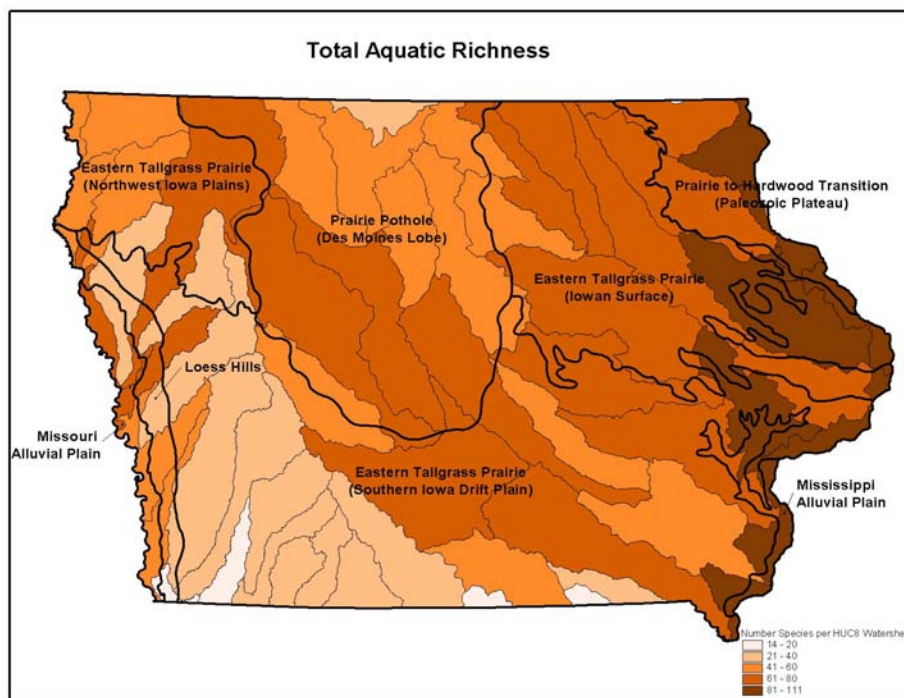 Total Aquatic Richness
Eastern Tallgrass Prairie
(Northwest Iowa Plains)
Prairie Pothole
(Des Moines Lobe)
Prairie to Hardwood Transition
(Paleozoic Plateau)
Eastern Tallgrass Prairie
(Iowan Surface)
Loess Hills
Missouri
Alluvial Plain
Eastern Tallgrass Prairie
(Southern Iowa Drift Plain)
Mississippi
Alluvial Plain
Number Species per HUC8 Watershe
14 - 20
21 - 40
41 - 60
61 - 80
81 - 111